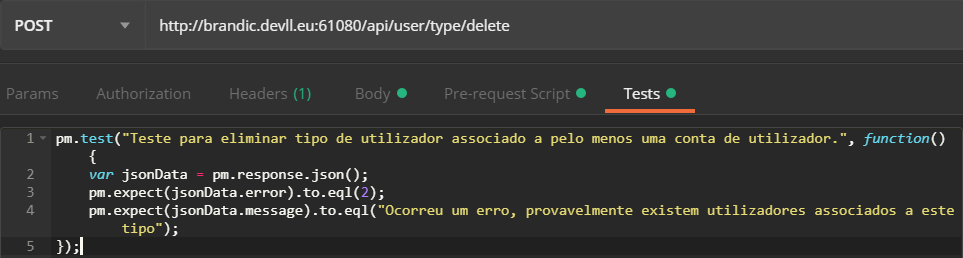 POST http://brandic.devll.eu:61080/api/user/type/delete
Params Authorization Headers (1) Body Pre-request Script Tests
1 pm.test("Teste para eliminar tipo de utilizador associado a pelo menos uma conta de utilizador.", function()
{
2 var jsonData = pm.response.json();
3 pm.expect(jsonData.error).to.eql(2);
4 pm.expect(jsonData.message).to.eql("Ocorreu um erro, provavelmente existem utilizadores associados a este
tipo");
5 });